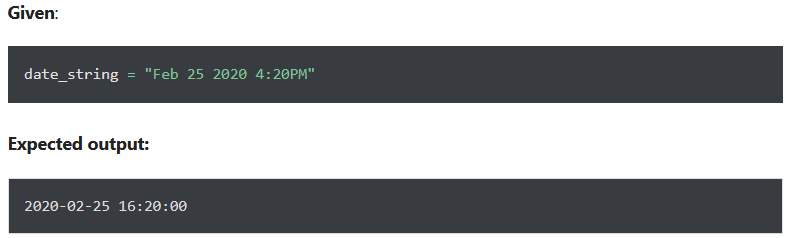 Given:
date_string = "Feb 25 2020 4:20PM"
Expected output:
2020-02-25 16:20:00